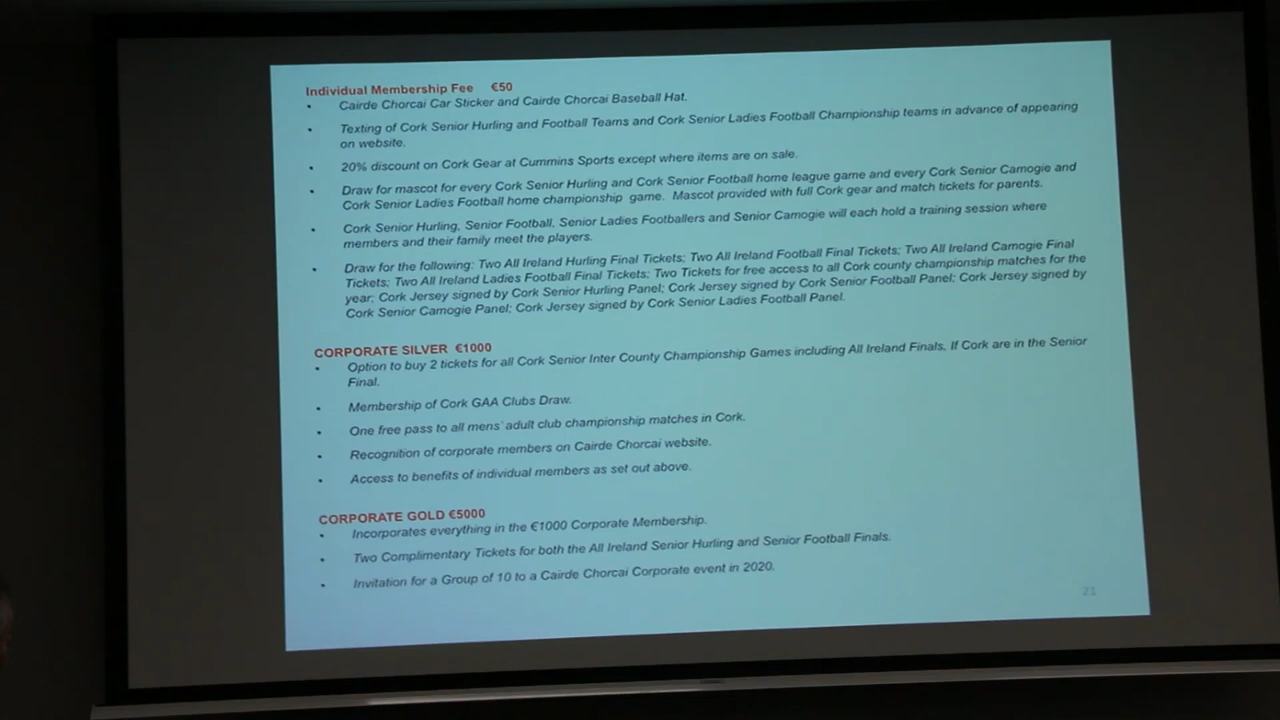 Individual Membership Fee €50
• Cairde Chorcai Car Sticker and Cairde Chorcai Baseball Hat.
• Texting of Cork Senior Hurling and Football Teams and Cork Senior Ladies Football Championship teams in advance of appearing
on website.
• 20% discount on Cork Gear at Cummins Sports except where items are on sale.
• Draw for mascot for every Cork Senior Hurling and Cork Senior Football home league game and every Cork Senior Camogie and
Cork Senior Ladies Football home championship game. Mascot provided with full Cork gear and match tickets for parents.
• Cork Senior Hurling, Senior Football, Senior Ladies Footballers and Senior Camogie will each hold a training session where
members and their family meet the players.
• Draw for the following: Two All Ireland Hurling Final Tickets; Two All Ireland Football Final Tickets; Two All Ireland Camogie Final
Tickets; Two All Ireland Ladies Football Final Tickets; Two Tickets for free access to all Cork county championship matches for the
year; Cork Jersey signed by Cork Senior Hurling Panel; Cork Jersey signed by Cork Senior Football Panel; Cork Jersey signed by
Cork Senior Camogie Panel; Cork Jersey signed by Cork Senior Ladies Football Panel.
CORPORATE SILVER €1000
• Option to buy 2 tickets for all Cork Senior Inter County Championship Games including All Ireland Finals, If Cork are in the Senior
Final.
• Membership of Cork GAA Clubs Draw.
• One free pass to all mens' adult club championship matches in Cork.
• Recognition of corporate members on Cairde Chorcai website.
• Access to benefits of individual members as set out above.
CORPORATE GOLD €5000
• Incorporates everything in the €1000 Corporate Membership.
• Two Complimentary Tickets for both the All Ireland Senior Hurling and Senior Football Finals.
• Invitation for a Group of 10 to a Cairde Chorcai Corporate event in 2020.
21